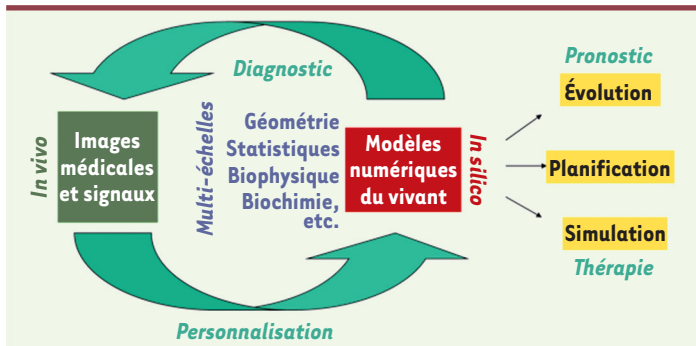 Diagnostic
In vivo
Images
médicales
et signaux
Multi-échelles
Géométrie
Statistiques
Biophysique
Biochimie,
etc.
Modèles
numériques
du vivant
In silico
Personnalisation
Pronostic
Évolution
Planification
Simulation
Thérapie